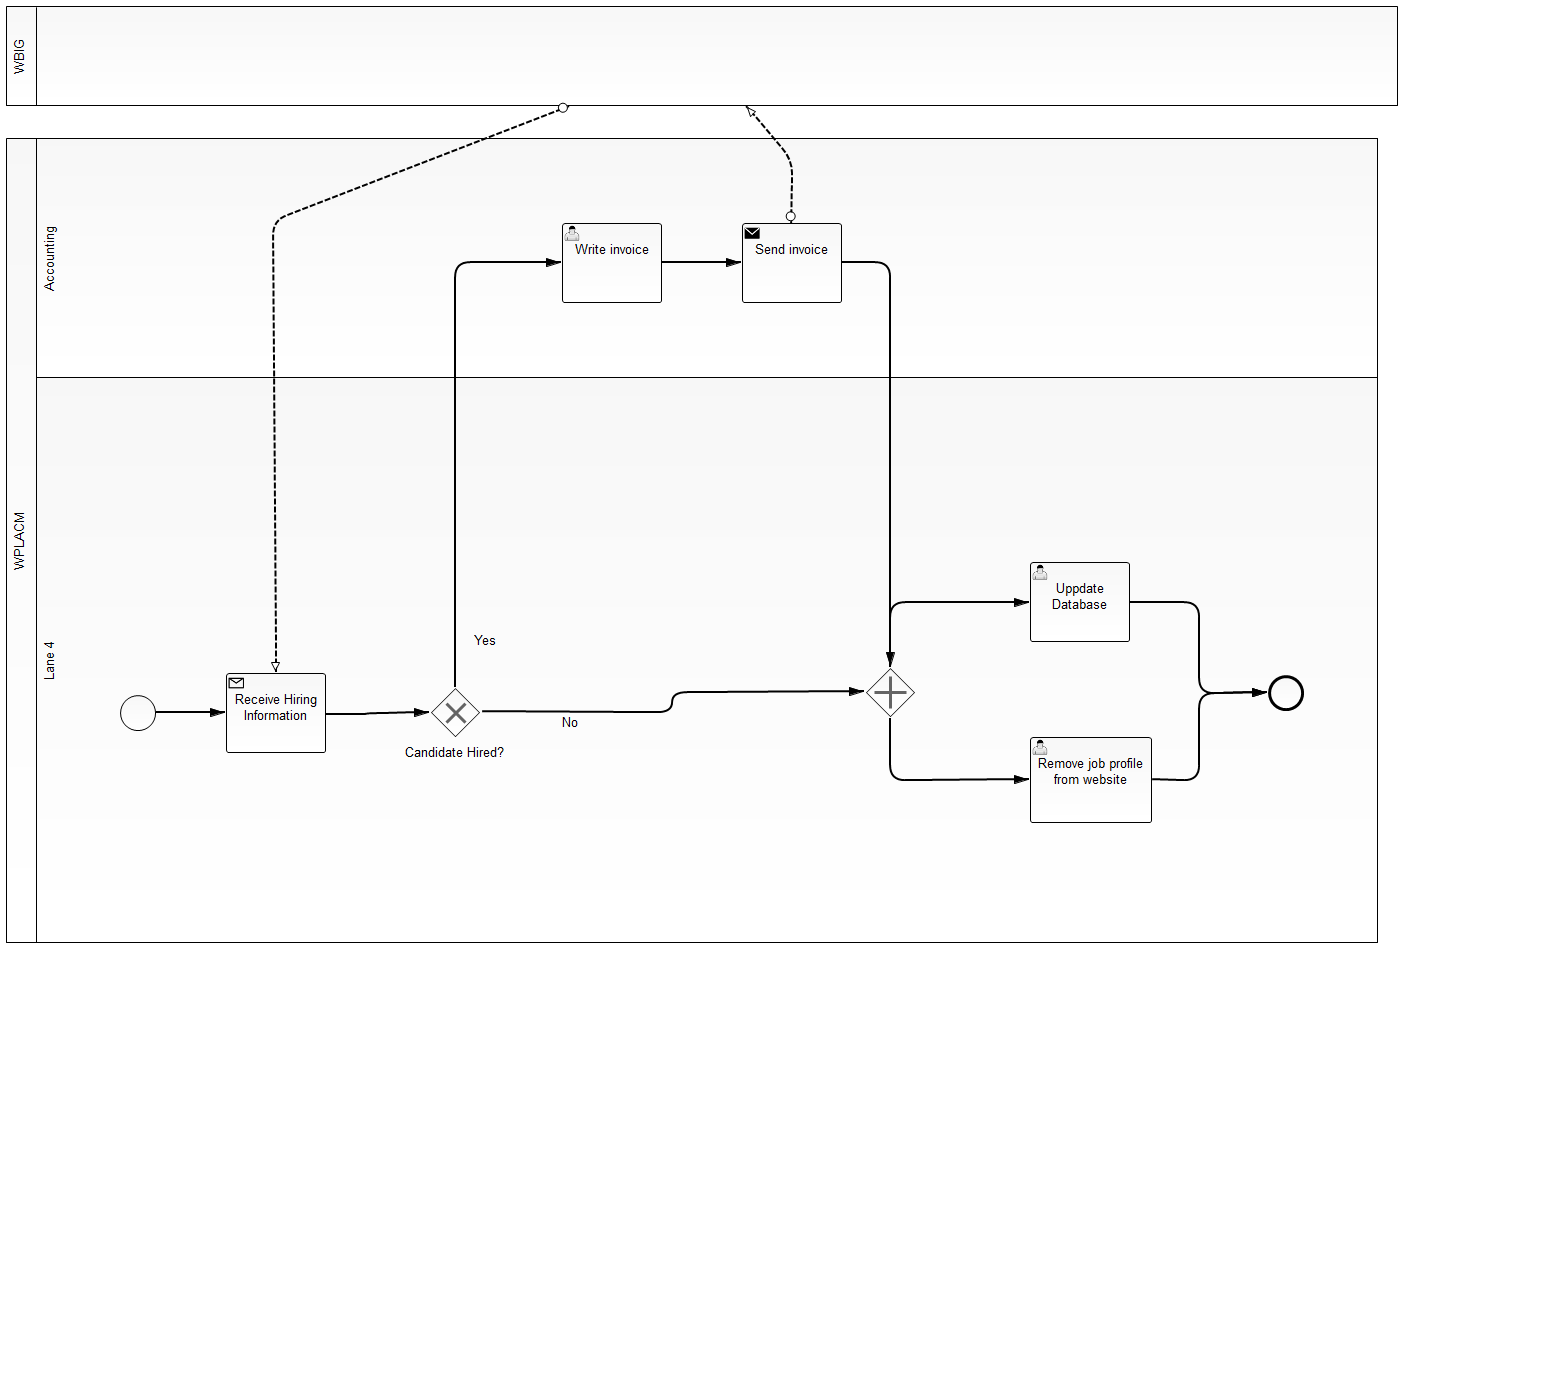 WBIG
WPLACM
Accounting
Write invoice
Send invoice
Lane 4
Uppdate
Database
Yes
Receive Hiring
Information
No
Candidate Hired?
Remove job profile
from website